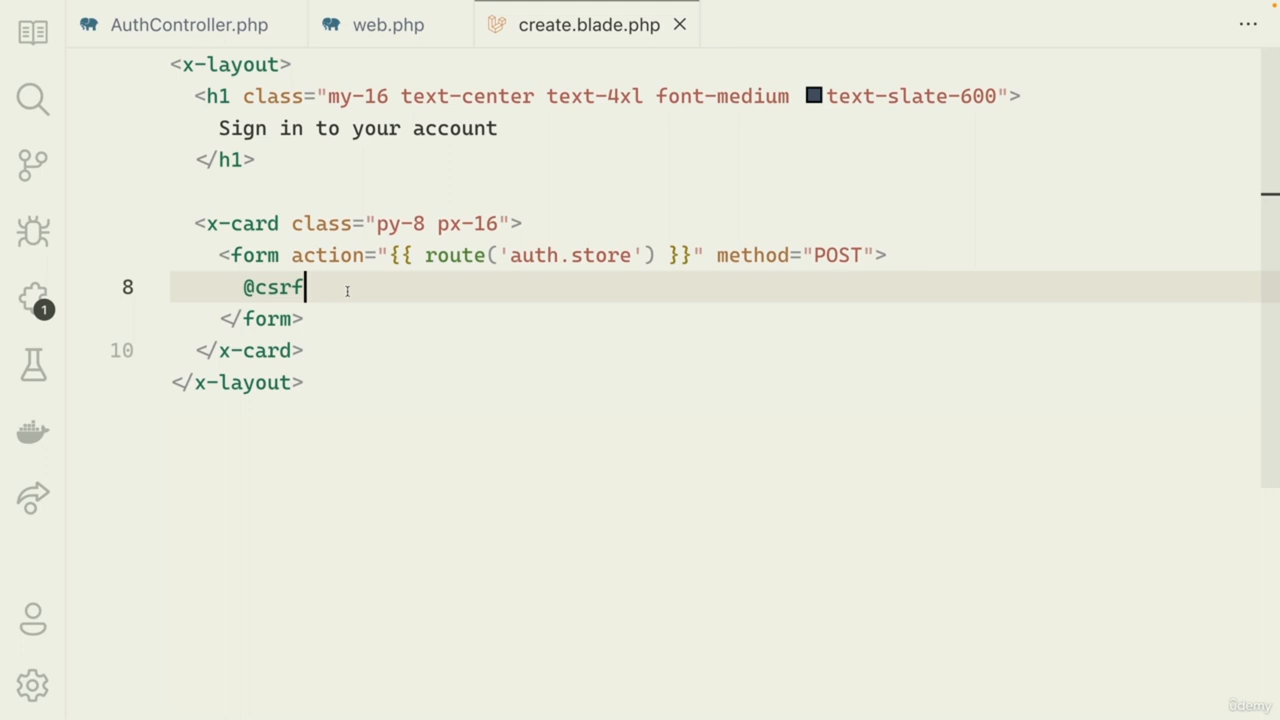 AuthController.php
web.php
create.blade.php
<x-layout>
<h1 class="my-16 text-center text-4xl font-medium text-slate-600">
Sign in to your account
</h1>
<x-card class="py-8 px-16">
<form action="{{ route('auth.store') }}" method="POST">
8 @csrf
</form>
10 </x-card>
</x-layout>
1
ûdemy